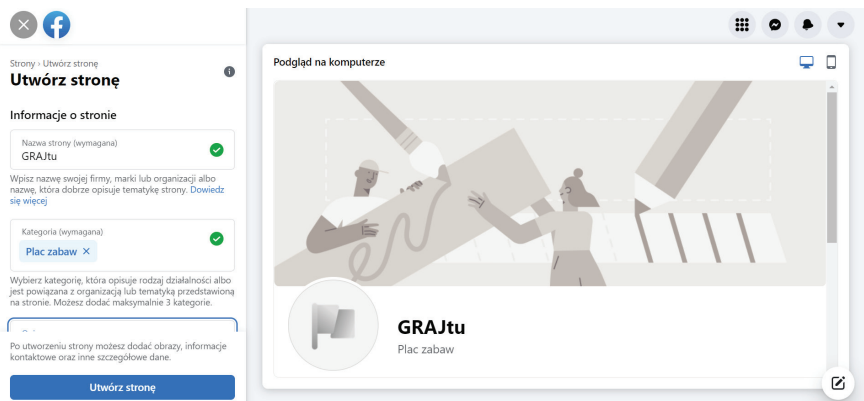 Strony › Utwórz stronę
Utwórz stronę
Informacje o stronie
Nazwa strony (wymagana)
GRAJtu
Wpisz nazwę swojej firmy, marki lub organizacji albo
nazwę, która dobrze opisuje tematykę strony. Dowiedz
się więcej
Kategoria (wymagana)
Plac zabaw ×
Wybierz kategorię, która opisuje rodzaj działalności albo
jest powiązana z organizacją lub tematyką przedstawioną
na stronie. Możesz dodać maksymalnie 3 kategorie.
Po utworzeniu strony możesz dodać obrazy, informacje
kontaktowe oraz inne szczegółowe dane.
Utwórz stronę
Podgląd na komputerze
GRAJtu
Plac zabaw